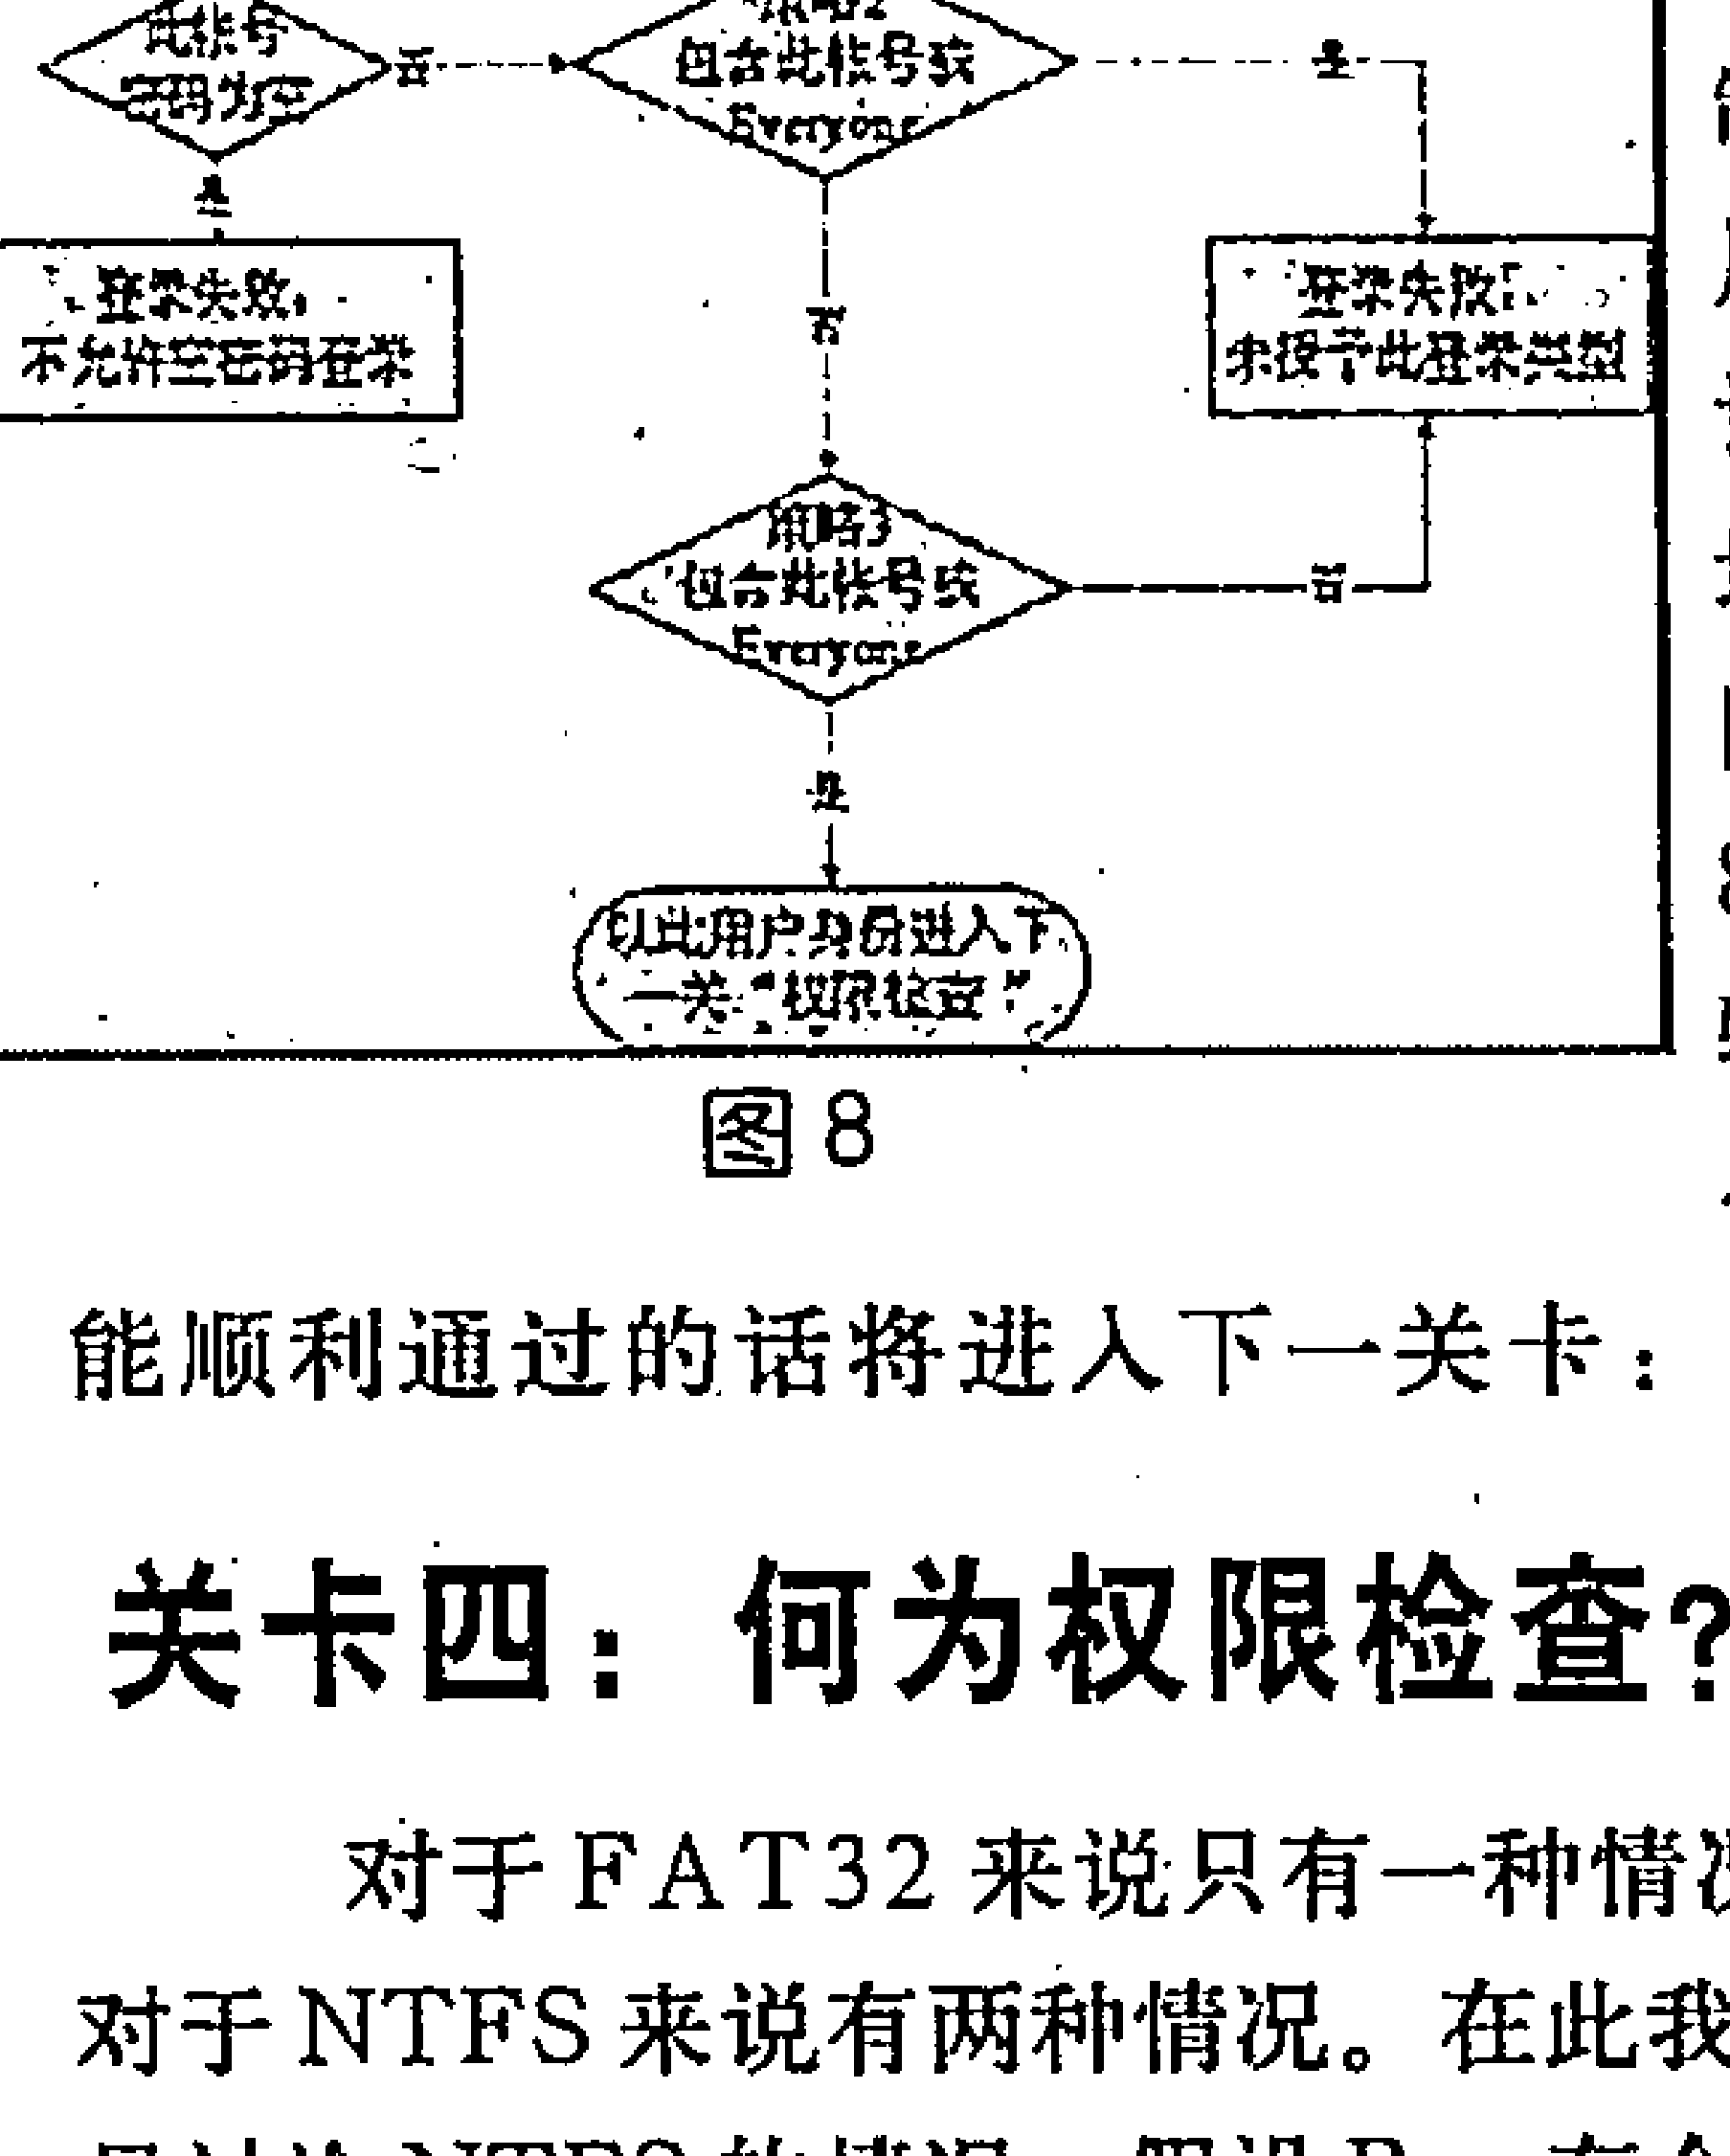 此帐号
密码为空
否
包含此帐号或
Everyone
是
是
登录失败:
不允许空密码登录
否
登录失败:
未授予此登录类型
策略3
包含此帐号或
Everyone
否
是
以此用户身份进入下
一关“权限检查”
图8
能顺利通过的话将进入下一关卡：
关卡四：何为权限检查?
对于FAT32来说只有一种情况
对于NTFS来说有两种情况。在此我